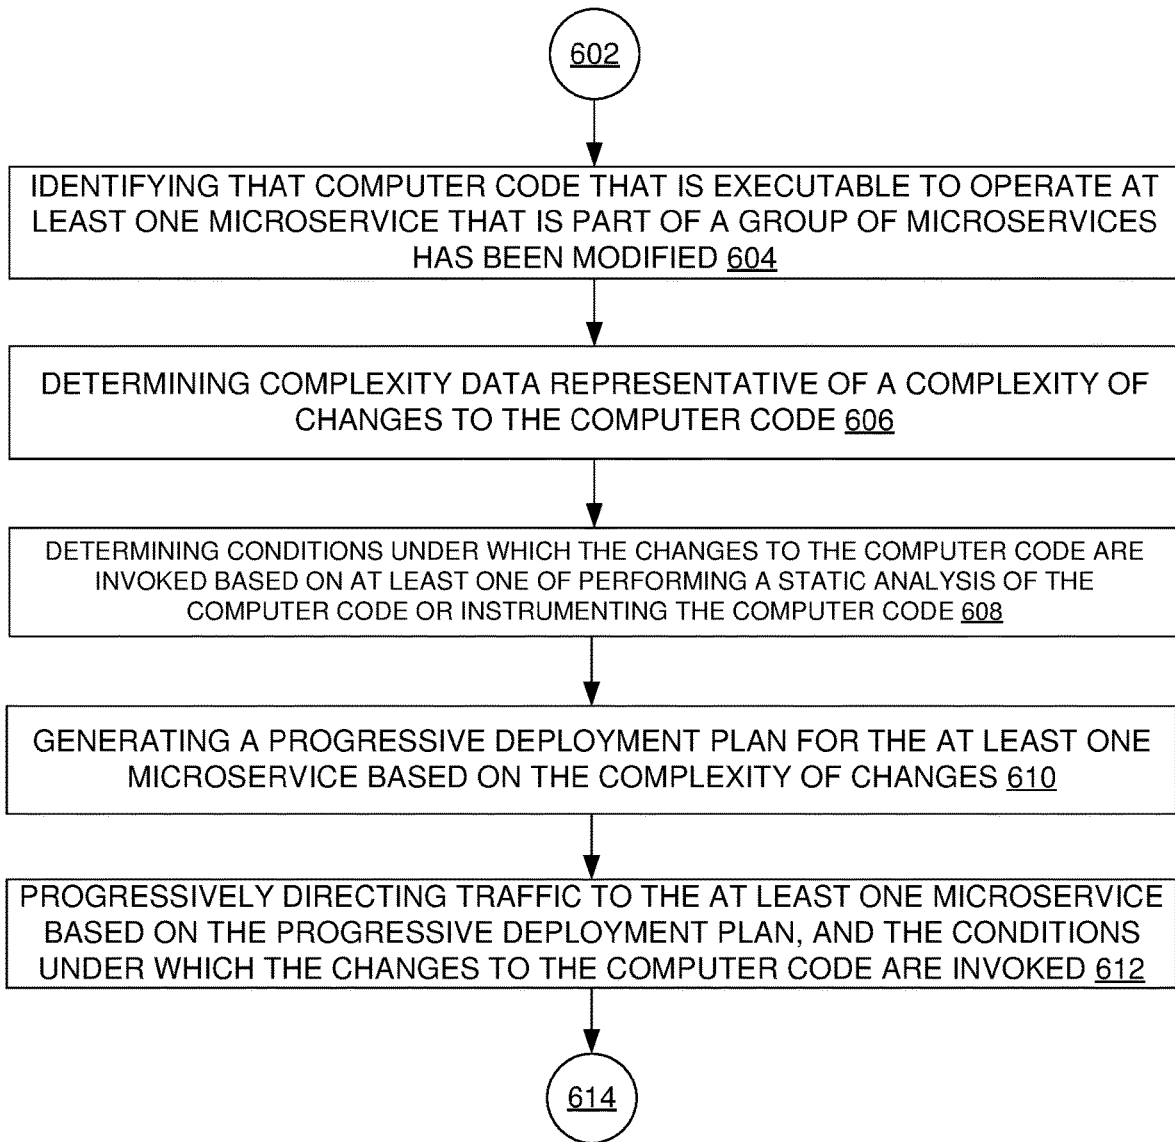 602
IDENTIFYING THAT COMPUTER CODE THAT IS EXECUTABLE TO OPERATE AT
LEAST ONE MICROSERVICE THAT IS PART OF A GROUP OF MICROSERVICES
HAS BEEN MODIFIED 604
DETERMINING COMPLEXITY DATA REPRESENTATIVE OF A COMPLEXITY OF
CHANGES TO THE COMPUTER CODE 606
DETERMINING CONDITIONS UNDER WHICH THE CHANGES TO THE COMPUTER CODE ARE
INVOKED BASED ON AT LEAST ONE OF PERFORMING A STATIC ANALYSIS OF THE
COMPUTER CODE OR INSTRUMENTING THE COMPUTER CODE 608
GENERATING A PROGRESSIVE DEPLOYMENT PLAN FOR THE AT LEAST ONE
MICROSERVICE BASED ON THE COMPLEXITY OF CHANGES 610
PROGRESSIVELY DIRECTING TRAFFIC TO THE AT LEAST ONE MICROSERVICE
BASED ON THE PROGRESSIVE DEPLOYMENT PLAN, AND THE CONDITIONS
UNDER WHICH THE CHANGES TO THE COMPUTER CODE ARE INVOKED 612
614